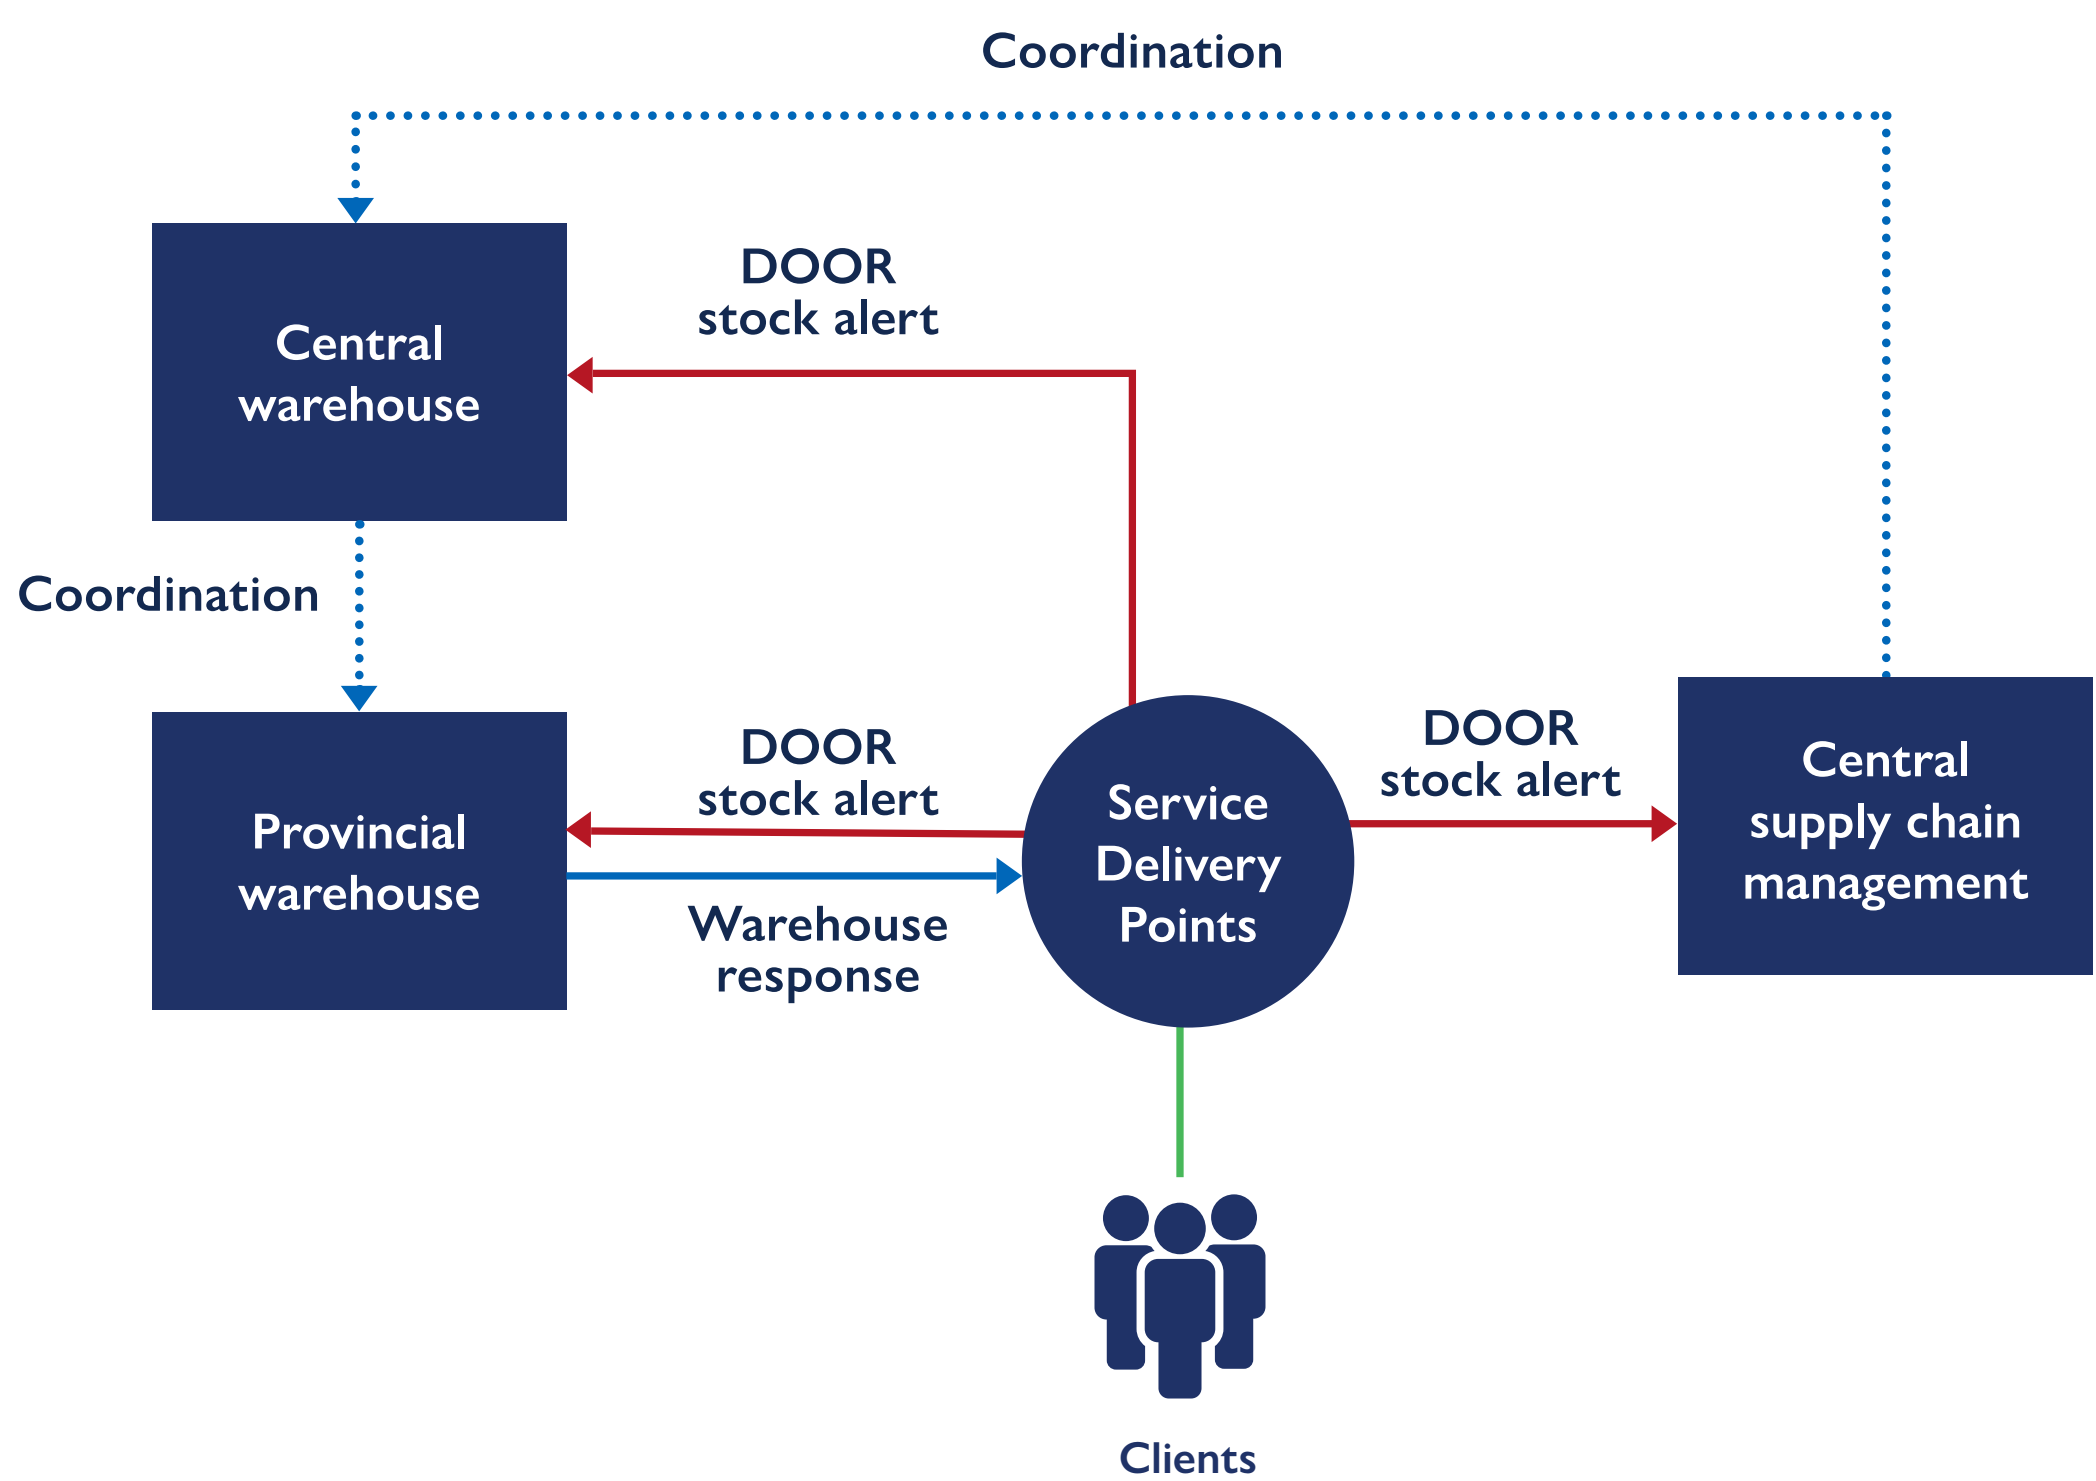 Coordination
DOOR
stock alert
Central
warehouse
Coordination
DOOR
stock alert
DOOR
stock alert
Provincial
warehouse
Service
Delivery
Points
Central
supply chain
management
Warehouse
response
Clients